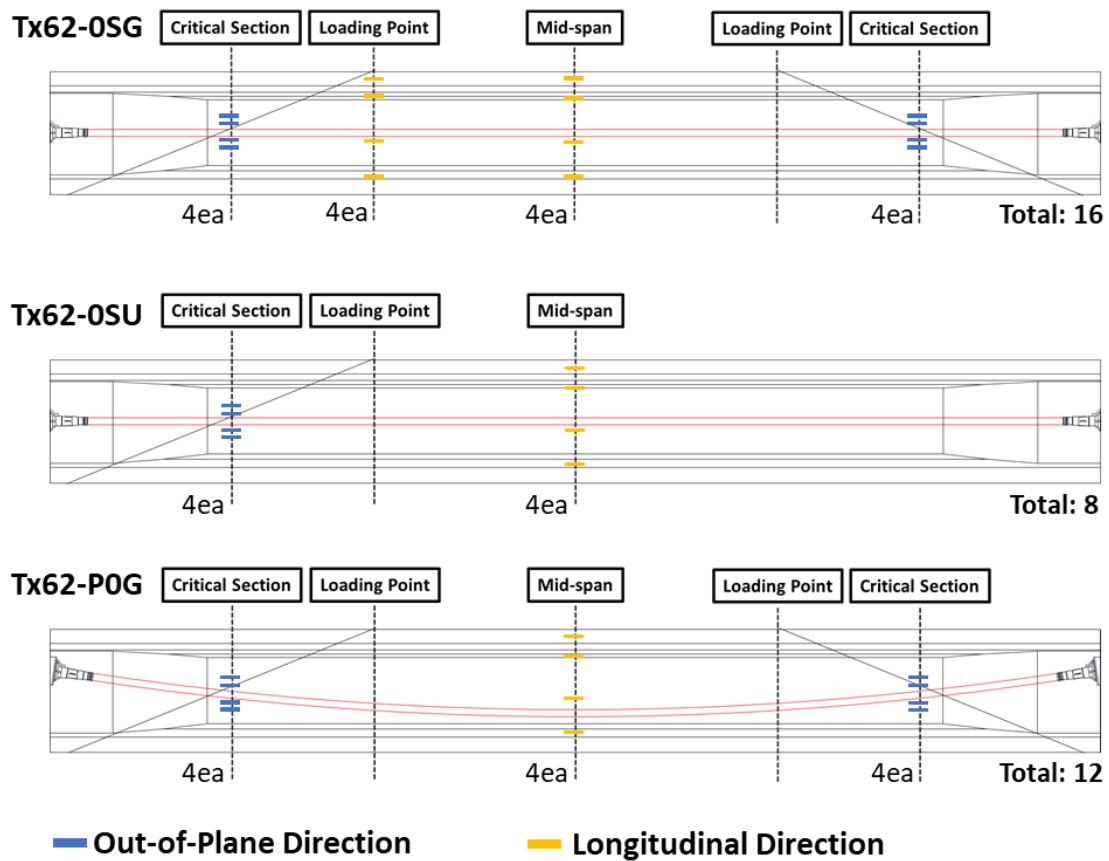 Tx62-0SG
Critical Section
Loading Point
Mid-span
Loading Point
Critical Section
4ea
4ea
4ea
4ea
Total: 16
Tx62-0SU
Critical Section
Loading Point
Mid-span
4ea
4ea
Total: 8
Tx62-P0G
Critical Section
Loading Point
Mid-span
Loading Point
Critical Section
4ea
4ea
4ea
Total: 12
Out-of-Plane Direction
Longitudinal Direction